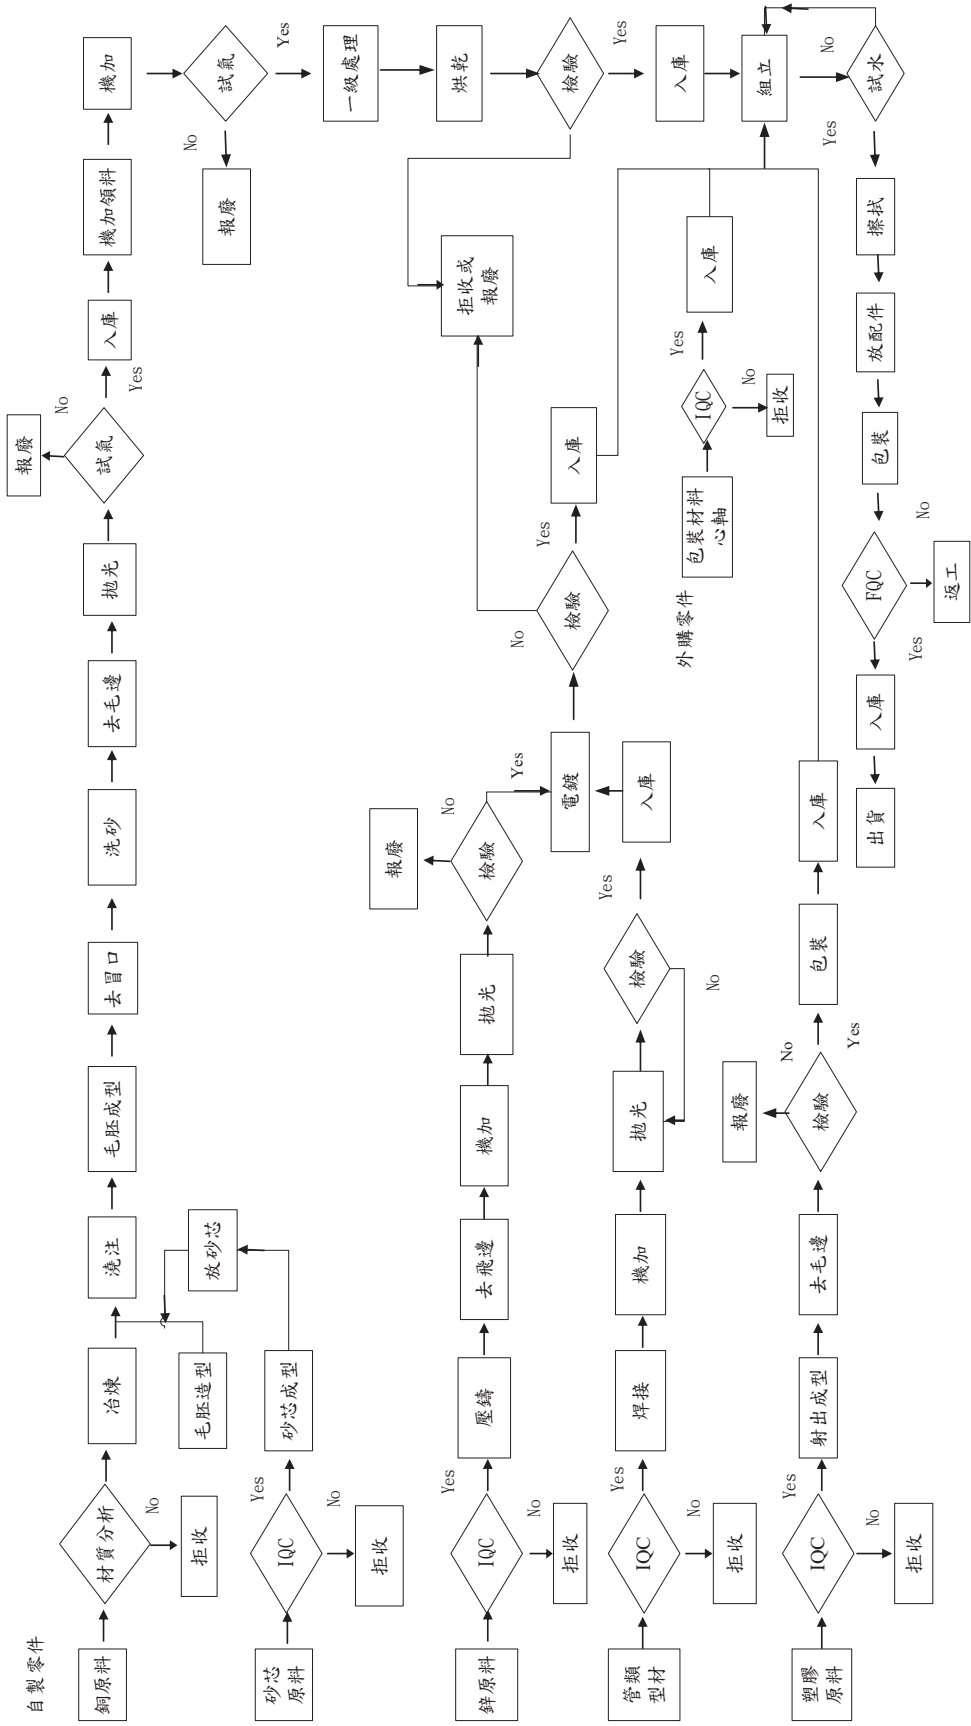 自製零件
銅原料
材質分析
No
拒收
冶煉
毛胚造型
澆注
放砂芯
毛胚成型
去冒口
洗砂
去毛邊
拋光
試氣
No
報廢
Yes
入庫
機加領料
機加
試氣
No
報廢
Yes
一級處理
烘乾
檢驗
Yes
入庫
組立
試水
No
Yes
擦拭
放配件
包裝
FQC
No
返工
Yes
入庫
出貨
拒收或
報廢
砂芯
原料
IQC
Yes
No
拒收
砂芯成型
鋅原料
IQC
Yes
No
拒收
壓鑄
去飛邊
機加
拋光
檢驗
No
報廢
Yes
電鍍
檢驗
No
Yes
入庫
管類
型材
IQC
Yes
No
拒收
焊接
機加
拋光
檢驗
No
Yes
入庫
外購零件
包裝材料
心軸
IQC
No
拒收
Yes
入庫
塑膠
原料
IQC
Yes
No
拒收
射出成型
去毛邊
檢驗
No
報廢
Yes
包裝
入庫